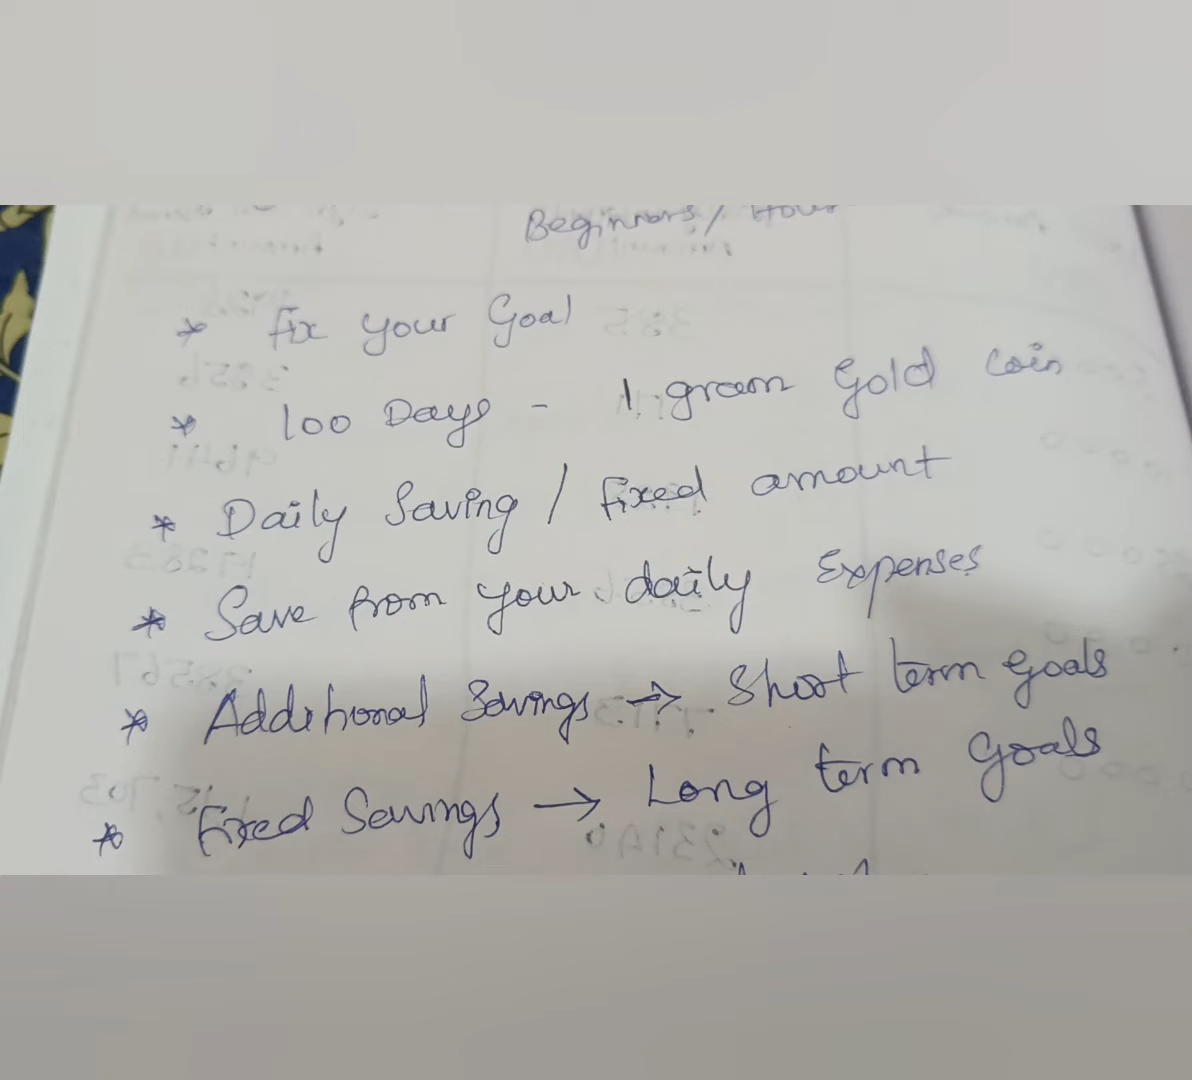 Beginners /
* Fix your Goal
* 100 Days - 1 gram Gold coin
* Daily Saving / fixed amount
* Save from your daily Expenses
* Additional Savings → Short term goals
* Fixed Savings → Long term Goals